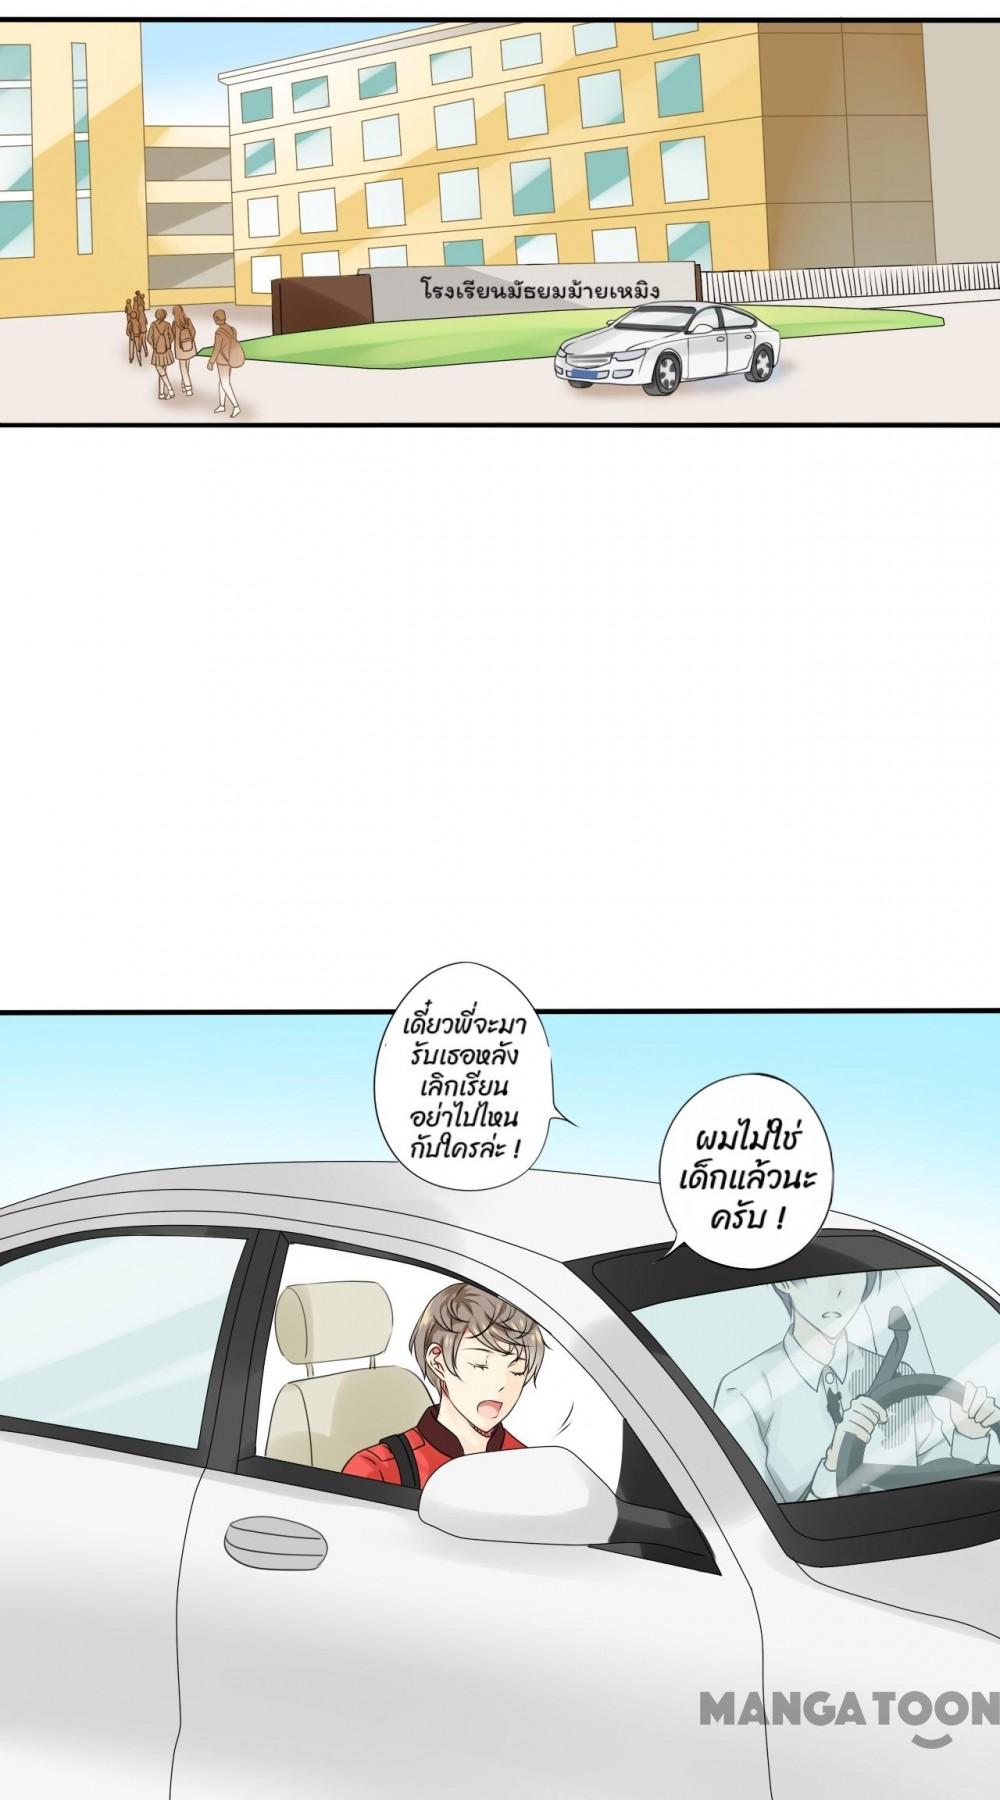 โรงเรียนมัธยมม้ายเหมิง
เดี๋ยวพี่จะมา
รับเธอหลัง
เลิกเรียน
อย่าไปไหน
กับใครล่ะ !
ผมไม่ใช่
เด็กแล้วนะ
ครับ !
MANGATOON